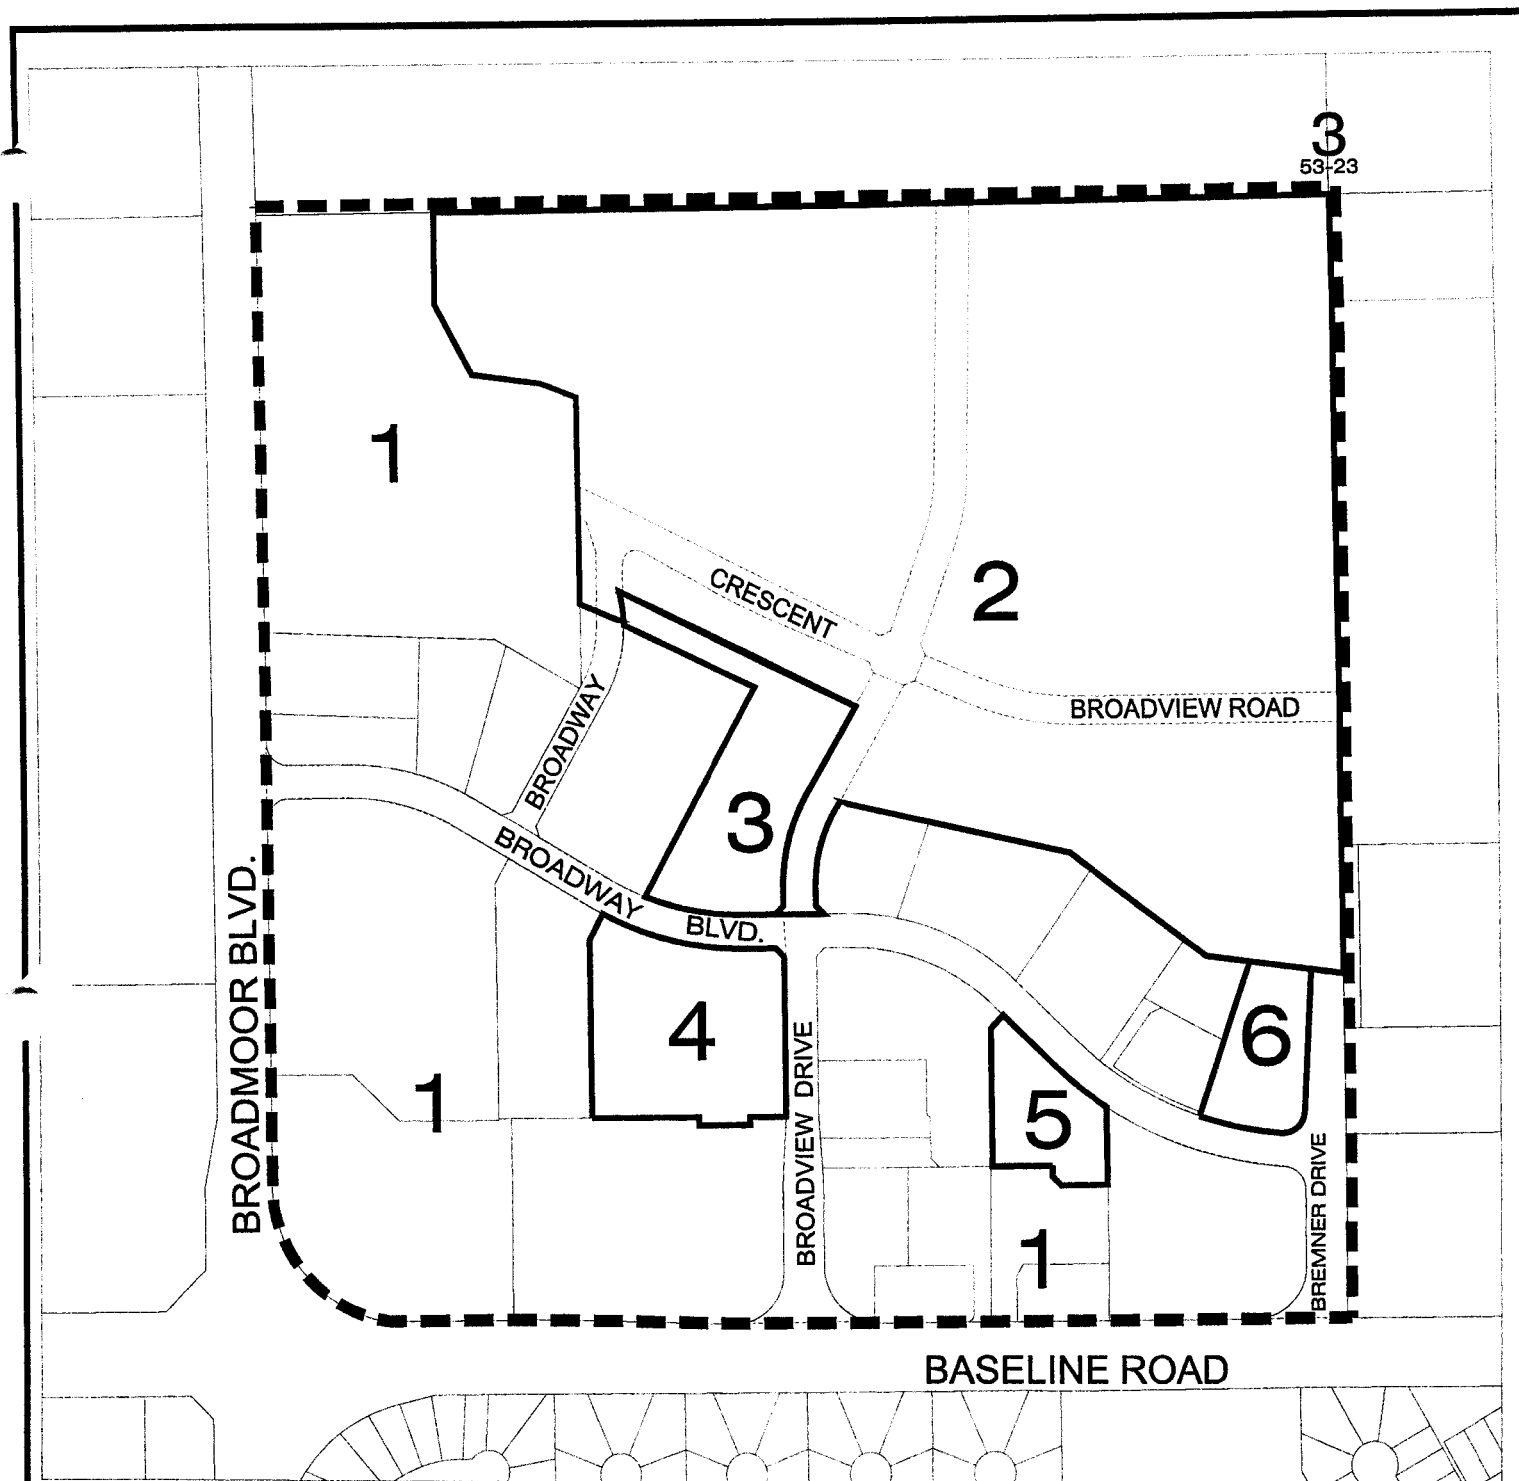 3
53-23
1
CRESCENT
2
BROADWAY
BROADVIEW ROAD
3
BROADWAY
BLVD.
BROADMOOR BLVD.
4
6
1
5
BROADVIEW DRIVE
BREMNER DRIVE
1
BASELINE ROAD